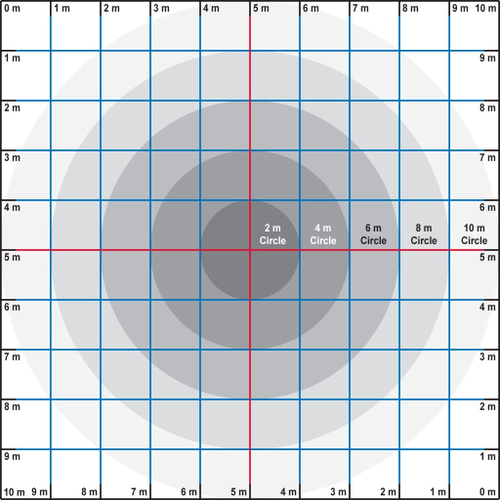 0 m 1 m 2 m 3 m 4 m 5 m 6 m 7 m 8 m 9 m 10 m
1 m 9 m
2 m 8 m
3 m 7 m
4 m 6 m
2 m 4 m 6 m 8 m 10 m
Circle Circle Circle Circle Circle
5 m 5 m
6 m 4 m
7 m 3 m
8 m 2 m
9 m 1 m
10 m 9 m 8 m 7 m 6 m 5 m 4 m 3 m 2 m 1 m 0 m